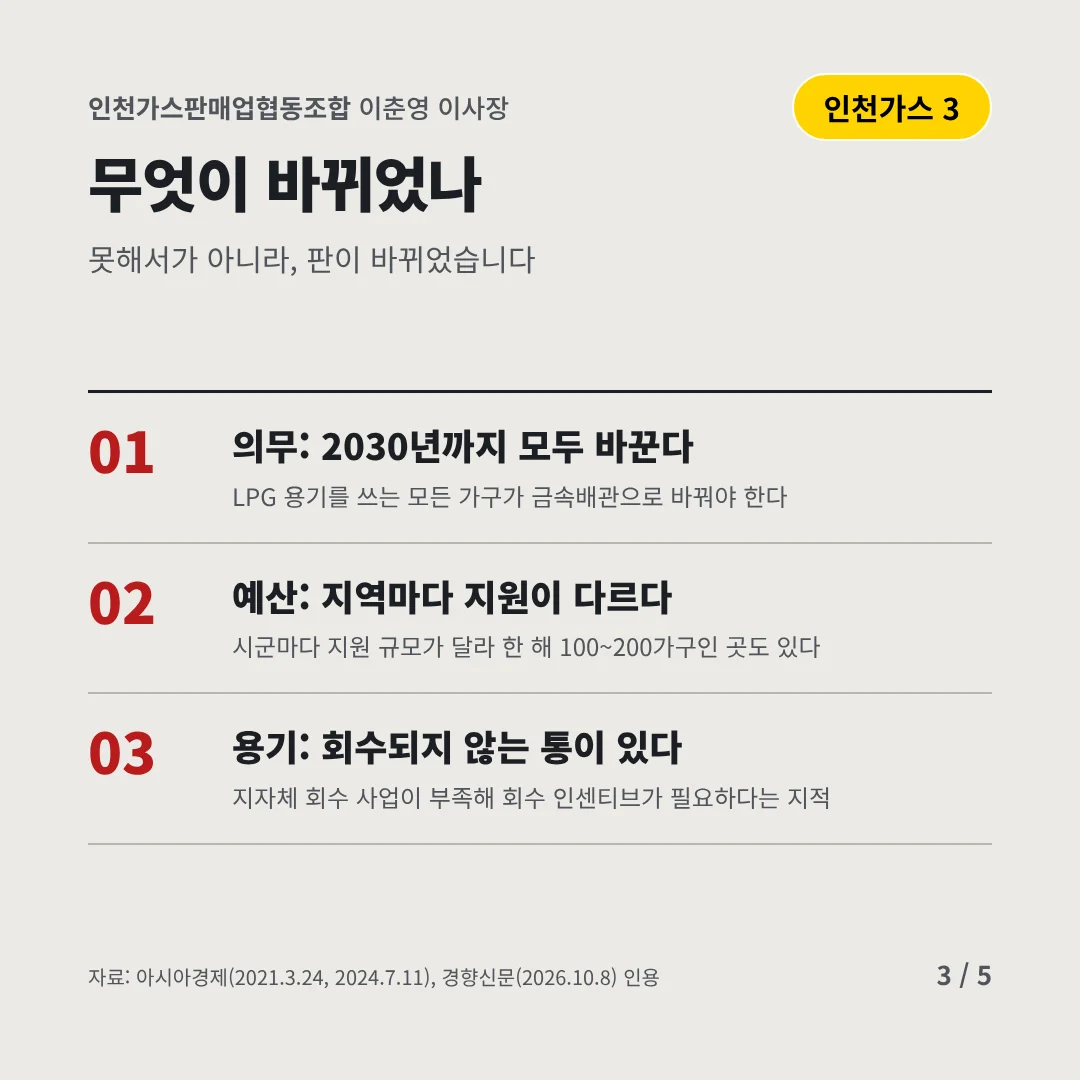 인천가스판매업협동조합 이춘영 이사장
인천가스 3
무엇이 바뀌었나
못해서가 아니라, 판이 바뀌었습니다
01
의무: 2030년까지 모두 바꾼다
LPG 용기를 쓰는 모든 가구가 금속배관으로 바꿔야 한다
02
예산: 지역마다 지원이 다르다
시군마다 지원 규모가 달라 한 해 100~200가구인 곳도 있다
03
용기: 회수되지 않는 통이 있다
지자체 회수 사업이 부족해 회수 인센티브가 필요하다는 지적
자료: 아시아경제(2021.3.24, 2024.7.11), 경향신문(2026.10.8) 인용
3 / 5